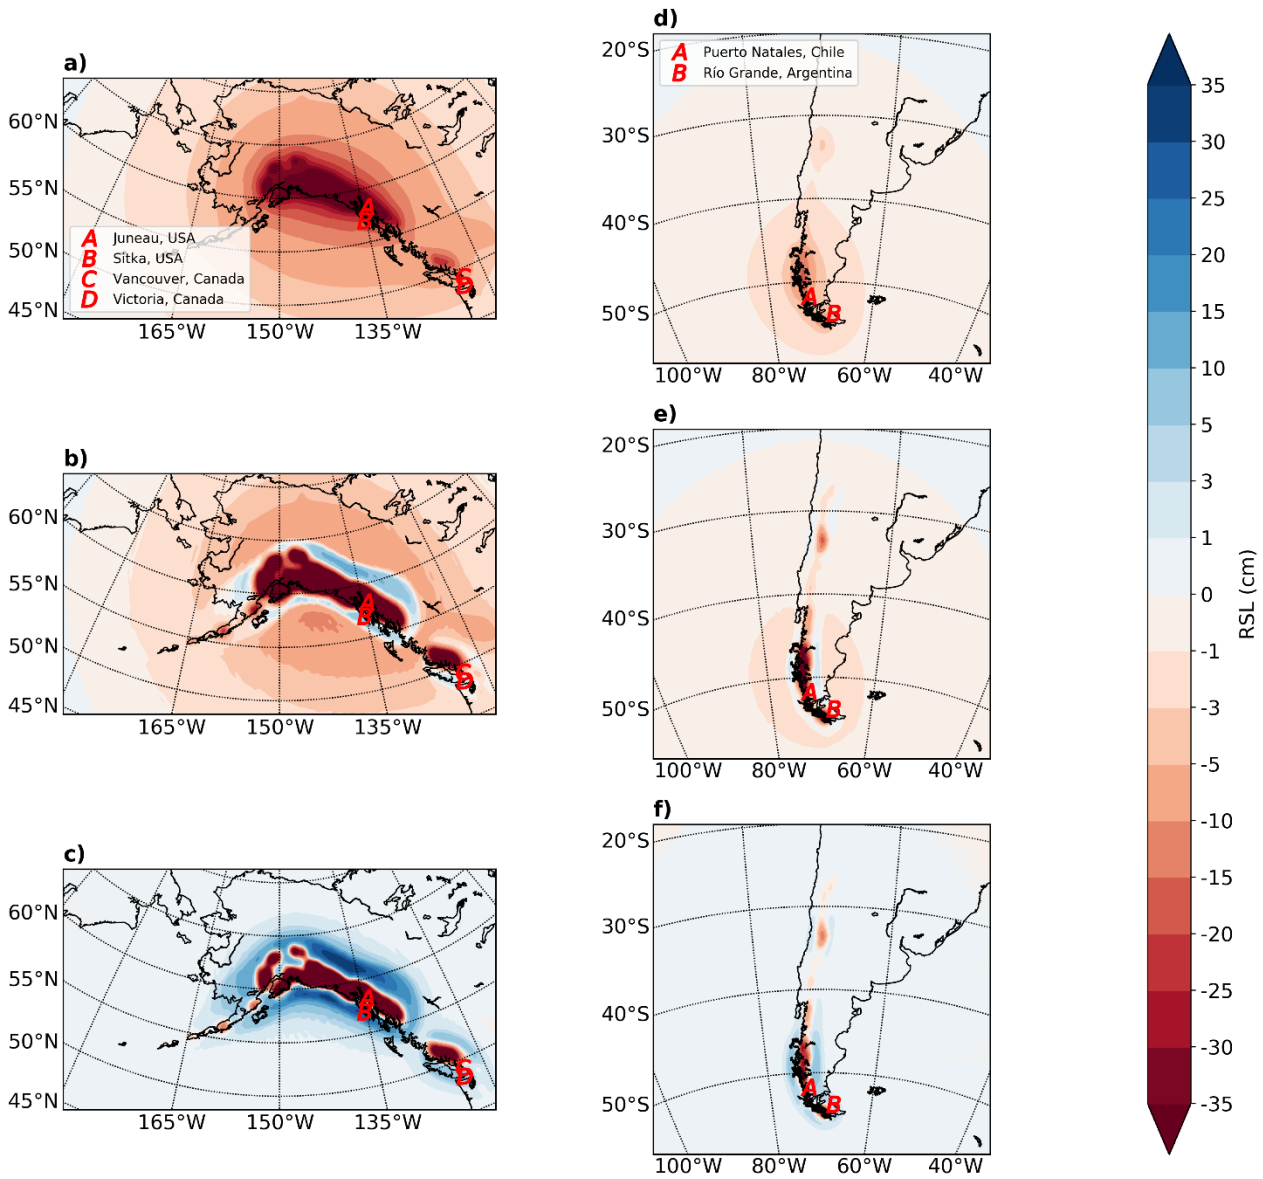 a)
60°N
55°N
50°N
45°N
A Juneau, USA
B Sitka, USA
C Vancouver, Canada
D Victoria, Canada
A
B
C
D
165°W 150°W 135°W
b)
60°N
55°N
50°N
45°N
A
B
C
D
165°W 150°W 135°W
c)
60°N
55°N
50°N
45°N
A
B
C
D
165°W 150°W 135°W
d)
20°S
30°S
40°S
50°S
A Puerto Natales, Chile
B Río Grande, Argentina
A
B
100°W 80°W 60°W 40°W
e)
20°S
30°S
40°S
50°S
A
B
100°W 80°W 60°W 40°W
f)
20°S
30°S
40°S
50°S
A
B
100°W 80°W 60°W 40°W
35
30
25
20
15
10
5
3
1
0
-1
-3
-5
-10
-15
-20
-25
-30
-35
RSL (cm)